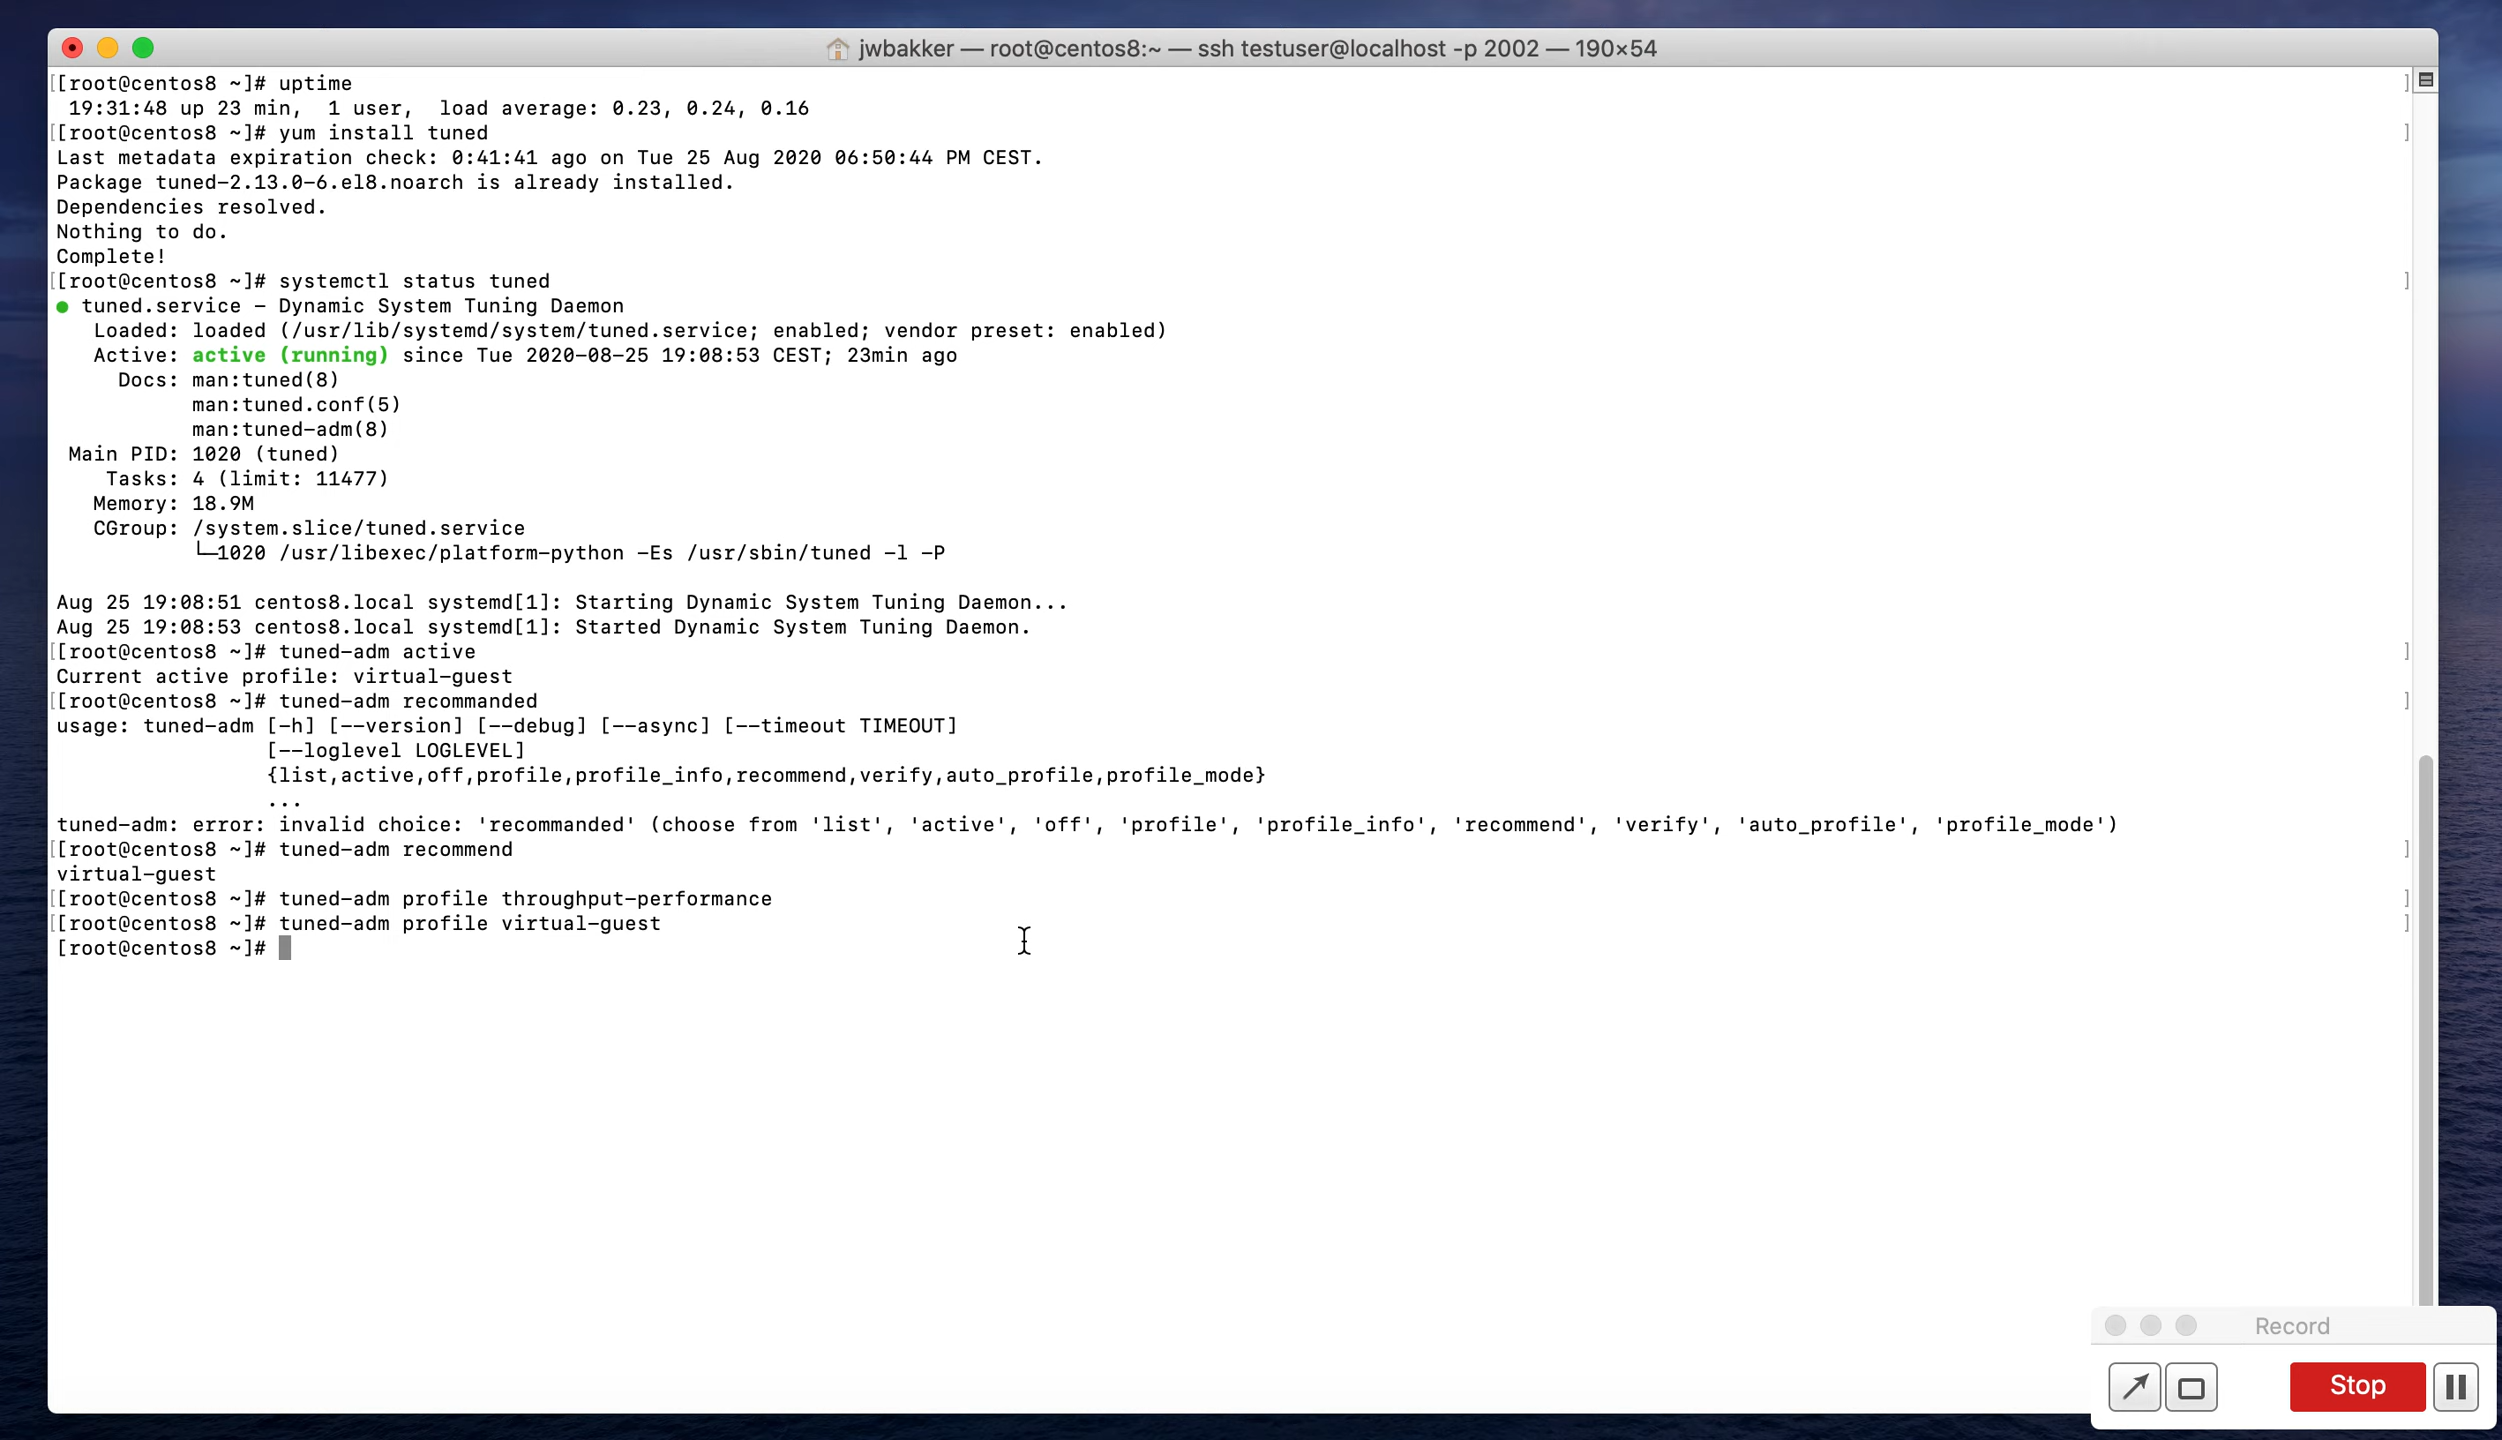 jwbakker — root@centos8:~ — ssh testuser@localhost -p 2002 — 190×54
[[root@centos8 ~]# uptime ]
 19:31:48 up 23 min,  1 user,  load average: 0.23, 0.24, 0.16
[[root@centos8 ~]# yum install tuned ]
Last metadata expiration check: 0:41:41 ago on Tue 25 Aug 2020 06:50:44 PM CEST.
Package tuned-2.13.0-6.el8.noarch is already installed.
Dependencies resolved.
Nothing to do.
Complete!
[[root@centos8 ~]# systemctl status tuned ]
● tuned.service - Dynamic System Tuning Daemon
   Loaded: loaded (/usr/lib/systemd/system/tuned.service; enabled; vendor preset: enabled)
   Active: active (running) since Tue 2020-08-25 19:08:53 CEST; 23min ago
     Docs: man:tuned(8)
           man:tuned.conf(5)
           man:tuned-adm(8)
 Main PID: 1020 (tuned)
    Tasks: 4 (limit: 11477)
   Memory: 18.9M
   CGroup: /system.slice/tuned.service
           └─1020 /usr/libexec/platform-python -Es /usr/sbin/tuned -l -P
Aug 25 19:08:51 centos8.local systemd[1]: Starting Dynamic System Tuning Daemon...
Aug 25 19:08:53 centos8.local systemd[1]: Started Dynamic System Tuning Daemon.
[[root@centos8 ~]# tuned-adm active ]
Current active profile: virtual-guest
[[root@centos8 ~]# tuned-adm recommanded ]
usage: tuned-adm [-h] [--version] [--debug] [--async] [--timeout TIMEOUT]
                 [--loglevel LOGLEVEL]
                 {list,active,off,profile,profile_info,recommend,verify,auto_profile,profile_mode}
                 ...
tuned-adm: error: invalid choice: 'recommanded' (choose from 'list', 'active', 'off', 'profile', 'profile_info', 'recommend', 'verify', 'auto_profile', 'profile_mode')
[[root@centos8 ~]# tuned-adm recommend ]
virtual-guest
[[root@centos8 ~]# tuned-adm profile throughput-performance ]
[[root@centos8 ~]# tuned-adm profile virtual-guest ]
[root@centos8 ~]#
Record
Stop